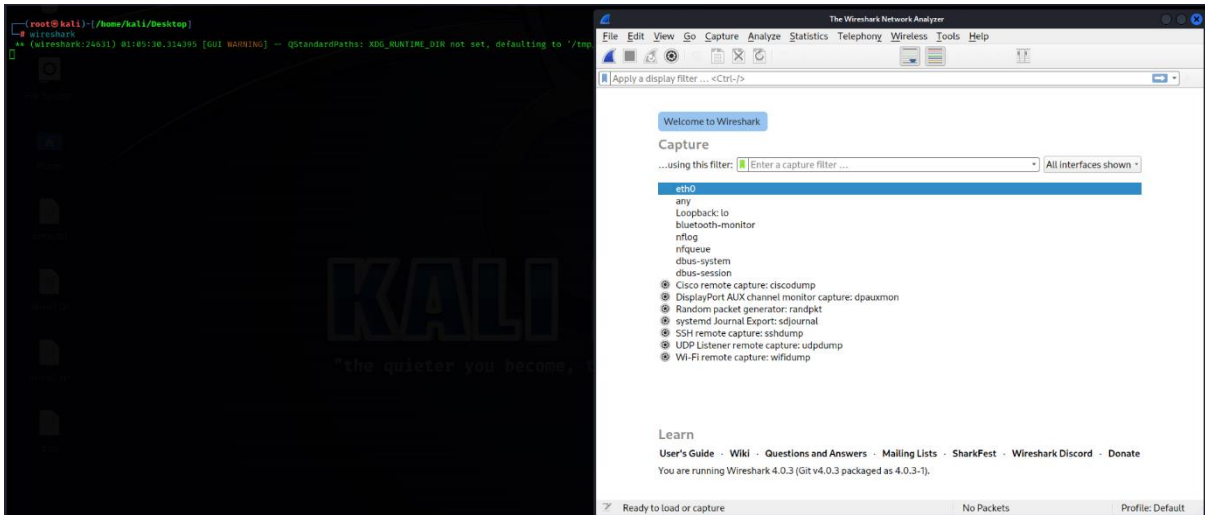 ┌──(root㉿kali)-[/home/kali/Desktop]
└─# wireshark
** (wireshark:24631) 01:05:30.314395 [GUI WARNING] -- QStandardPaths: XDG_RUNTIME_DIR not set, defaulting to '/tmp
KALI
"the quieter you become,
The Wireshark Network Analyzer
File Edit View Go Capture Analyze Statistics Telephony Wireless Tools Help
Apply a display filter ... <Ctrl-/>
Welcome to Wireshark
Capture
...using this filter: Enter a capture filter ... All interfaces shown
eth0
any
Loopback: lo
bluetooth-monitor
nflog
nfqueue
dbus-system
dbus-session
Cisco remote capture: ciscodump
DisplayPort AUX channel monitor capture: dpauxmon
Random packet generator: randpkt
systemd Journal Export: sdjournal
SSH remote capture: sshdump
UDP Listener remote capture: udpdump
Wi-Fi remote capture: wifidump
Learn
User's Guide · Wiki · Questions and Answers · Mailing Lists · SharkFest · Wireshark Discord · Donate
You are running Wireshark 4.0.3 (Git v4.0.3 packaged as 4.0.3-1).
Ready to load or capture No Packets Profile: Default